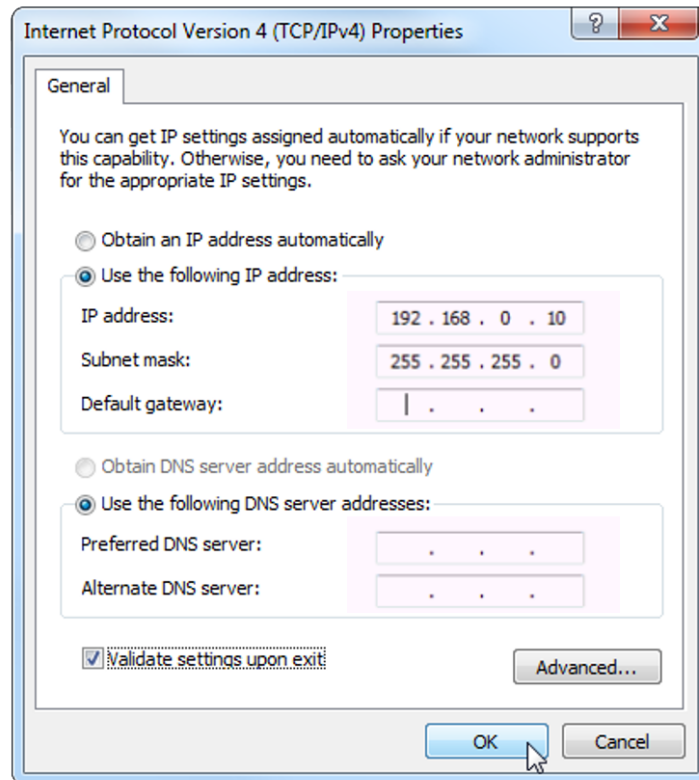 Internet Protocol Version 4 (TCP/IPv4) Properties
General
You can get IP settings assigned automatically if your network supports
this capability. Otherwise, you need to ask your network administrator
for the appropriate IP settings.
Obtain an IP address automatically
Use the following IP address:
IP address: 192 . 168 . 0 . 10
Subnet mask: 255 . 255 . 255 . 0
Default gateway: . . .
Obtain DNS server address automatically
Use the following DNS server addresses:
Preferred DNS server: . . .
Alternate DNS server: . . .
Validate settings upon exit
Advanced...
OK Cancel